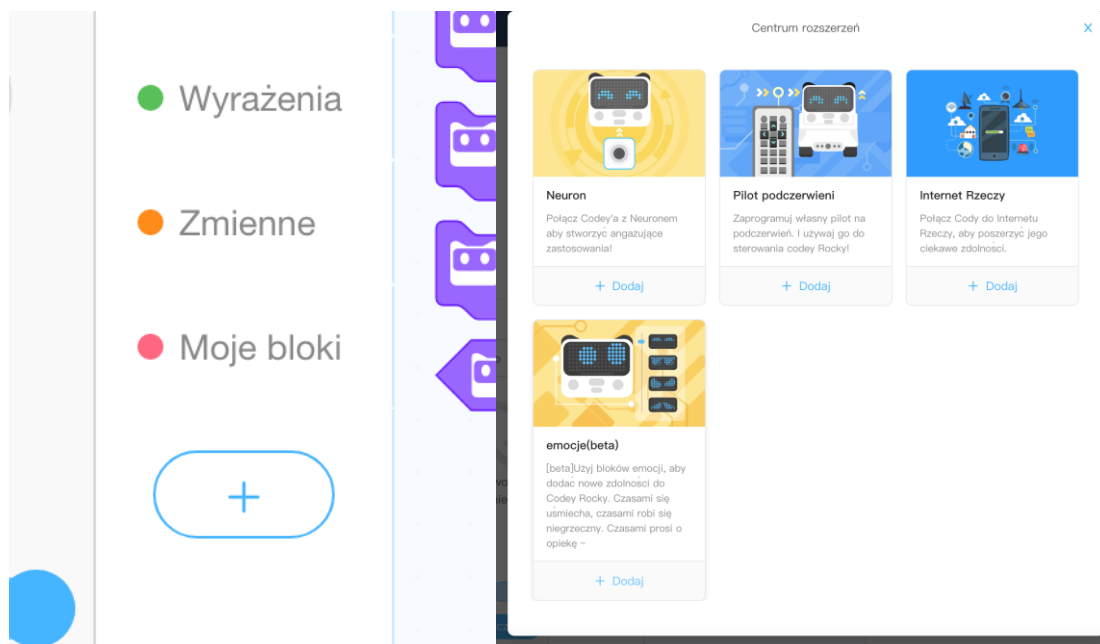 Wyrażenia
Zmienne
Moje bloki
+
Centrum rozszerzeń
X
Neuron
Połącz Codey'a z Neuronem
aby stworzyć angazujące
zastosowania!
+ Dodaj
Pilot podczerwieni
Zaprogramuj własny pilot na
podczerwień. I używaj go do
sterowania codey Rocky!
+ Dodaj
Internet Rzeczy
Połącz Cody do Internetu
Rzeczy, aby poszerzyć jego
ciekawe zdolności.
+ Dodaj
emocje(beta)
[beta]Użyj bloków emocji, aby
dodać nowe zdolności do
Codey Rocky. Czasami się
uśmiecha, czasami robi się
niegrzeczny. Czasami prosi o
opiekę ~
+ Dodaj